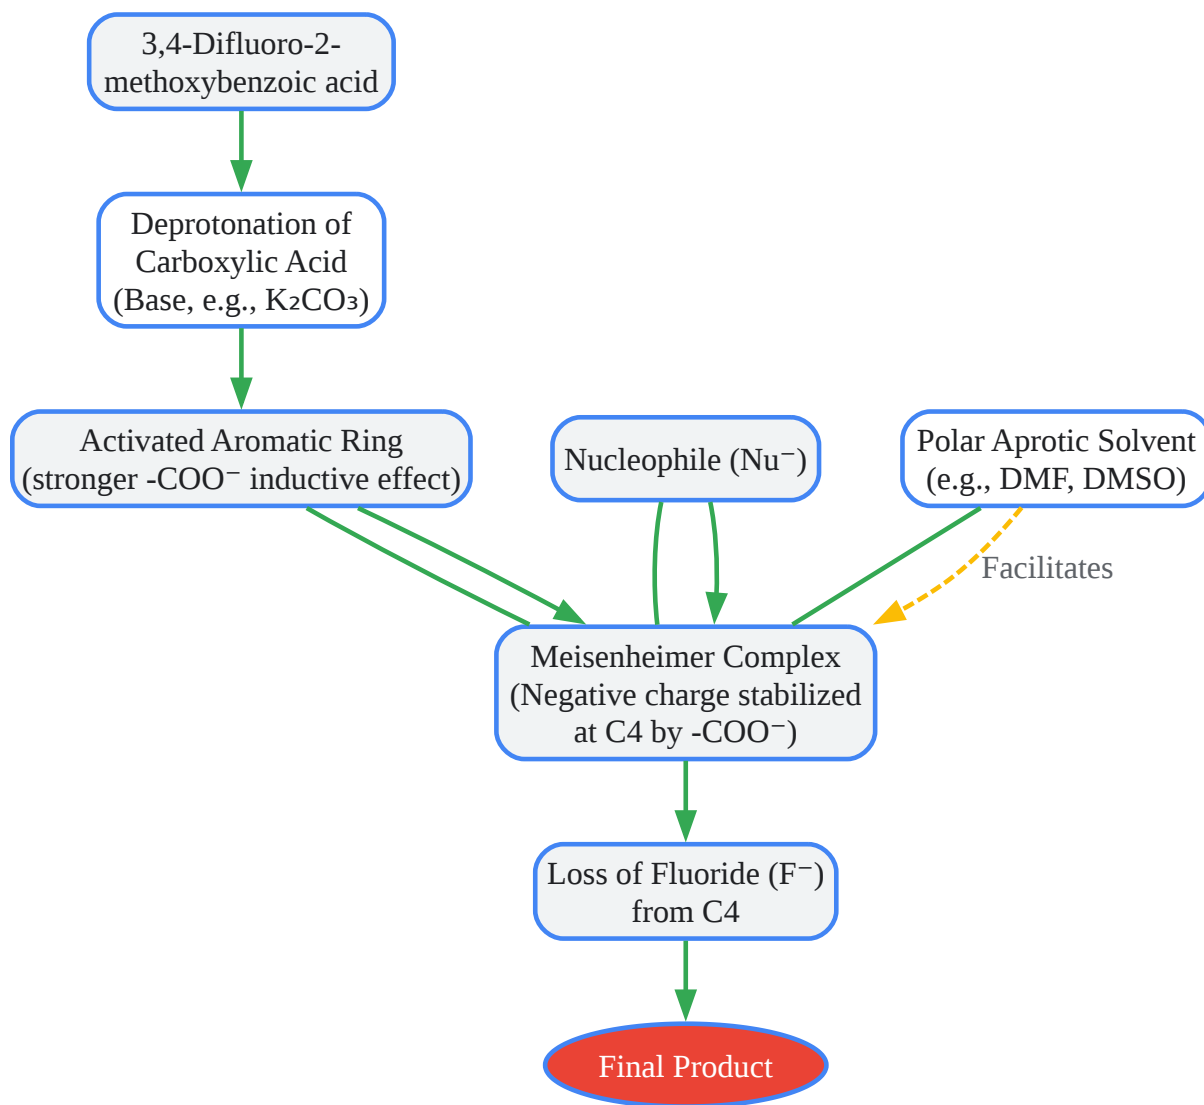 3,4-Difluoro-2-
methoxybenzoic acid
Deprotonation of
Carboxylic Acid
(Base, e.g., K₂CO₃)
Activated Aromatic Ring
(stronger -COO⁻ inductive effect)
Nucleophile (Nu⁻)
Polar Aprotic Solvent
(e.g., DMF, DMSO)
Facilitates
Meisenheimer Complex
(Negative charge stabilized
at C4 by -COO⁻)
Loss of Fluoride (F⁻)
from C4
Final Product